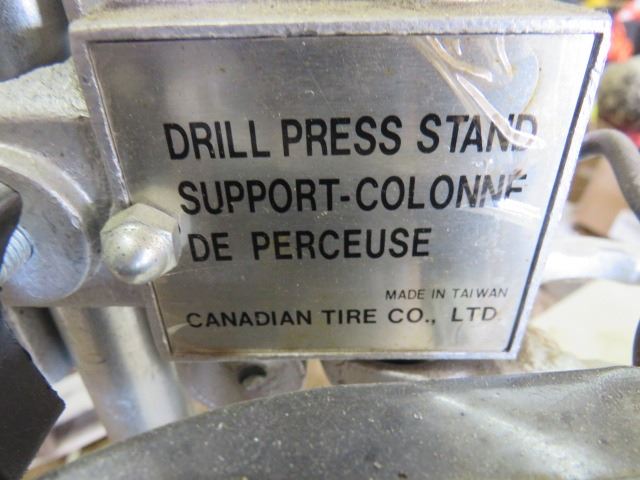 DRILL PRESS STAND
SUPPORT-COLONNE
DE PERCEUSE
MADE IN TAIWAN
CANADIAN TIRE CO., LTD.